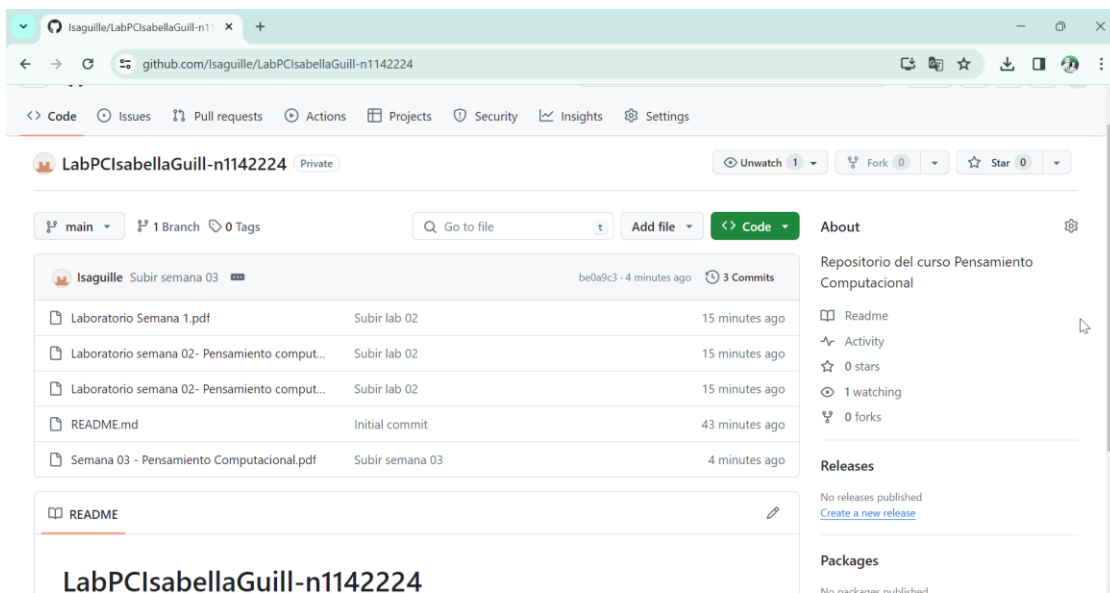 Isaguille/LabPCIsabellaGuill-n11
github.com/Isaguille/LabPCIsabellaGuill-n1142224
Code Issues Pull requests Actions Projects Security Insights Settings
LabPCIsabellaGuill-n1142224 Private Unwatch 1 Fork 0 Star 0
main 1 Branch 0 Tags Go to file t Add file Code
About
Repositorio del curso Pensamiento
Computacional
Isaguille Subir semana 03 be0a9c3 · 4 minutes ago 3 Commits
Laboratorio Semana 1.pdf Subir lab 02 15 minutes ago
Laboratorio semana 02- Pensamiento comput... Subir lab 02 15 minutes ago
Laboratorio semana 02- Pensamiento comput... Subir lab 02 15 minutes ago
README.md Initial commit 43 minutes ago
Semana 03 - Pensamiento Computacional.pdf Subir semana 03 4 minutes ago
Readme
Activity
0 stars
1 watching
0 forks
Releases
No releases published
Create a new release
Packages
No packages published
README
LabPCIsabellaGuill-n1142224